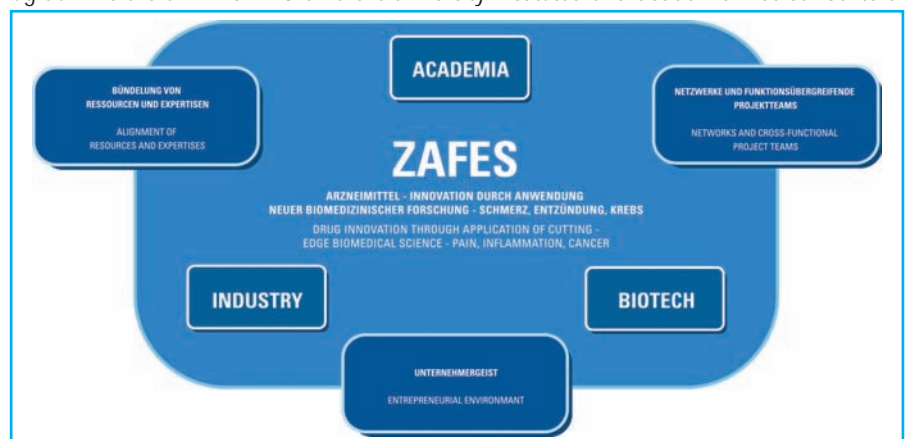 ACADEMIA
BÜNDELUNG VON
RESSOURCEN UND EXPERTISEN
ALIGNMENT OF
RESOURCES AND EXPERTISES
NETZWERKE UND FUNKTIONSÜBERGREIFENDE
PROJEKTTEAMS
NETWORKS AND CROSS-FUNCTIONAL
PROJECT TEAMS
ZAFES
ARZNEIMITTEL - INNOVATION DURCH ANWENDUNG
NEUER BIOMEDIZINISCHER FORSCHUNG - SCHMERZ, ENTZÜNDUNG, KREBS
DRUG INNOVATION THROUGH APPLICATION OF CUTTING -
EDGE BIOMEDICAL SCIENCE - PAIN, INFLAMMATION, CANCER
INDUSTRY
BIOTECH
UNTERNEHMERGEIST
ENTREPRENEURIAL ENVIRONMANT